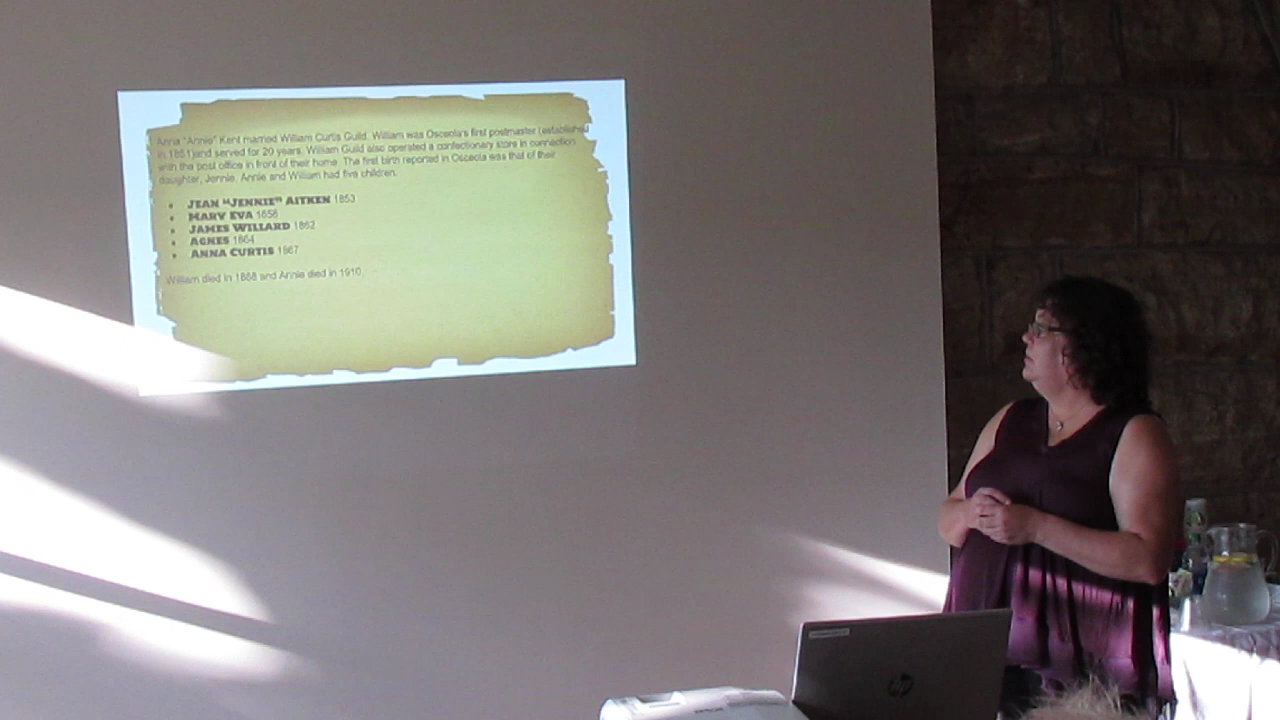 Anna "Annie" Kent married William Curtis Guild. William was Osceola's first postmaster (established
in 1851)and served for 20 years. William Guild also operated a confectionary store in connection
with the post office in front of their home. The first birth reported in Osceola was that of their
daughter, Jennie. Annie and William had five children.
• JEAN "JENNIE" AITKEN 1853
• MARY EVA 1858
• JAMES WILLARD 1862
• AGNES 1864
• ANNA CURTIS 1867
William died in 1888 and Annie died in 1910.
hp